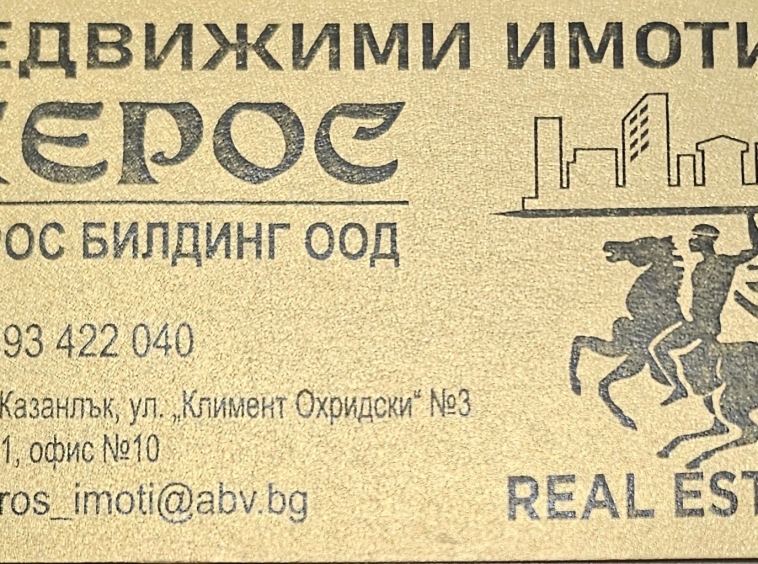 ЕДВИЖИМИ ИМОТИ
ЕРОС
РОС БИЛДИНГ ООД
93 422 040
Казанлък, ул. „Климент Охридски“ №3
1, офис №10
ros_imoti@abv.bg
REAL EST